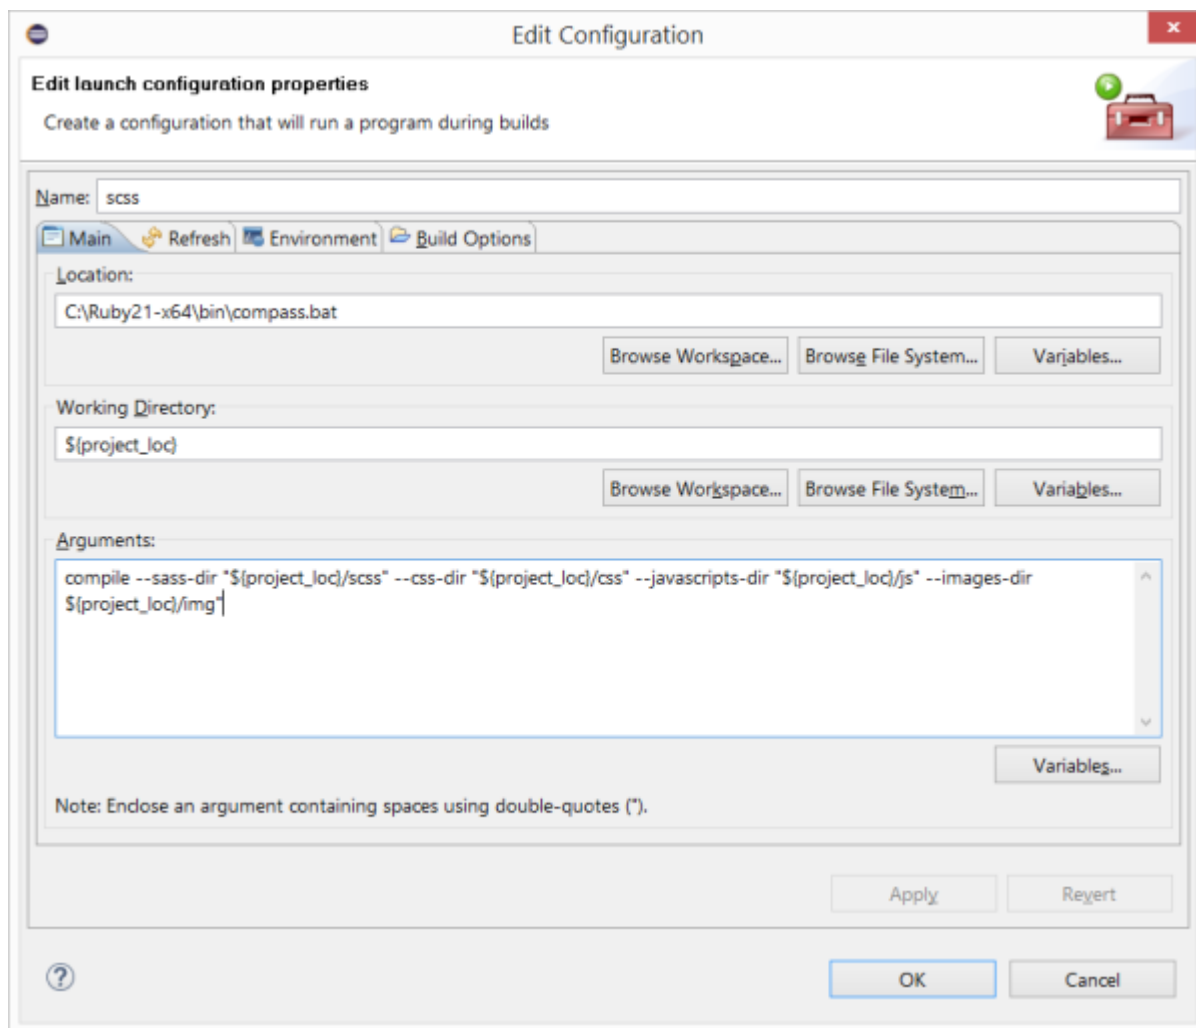 Edit Configuration
Edit launch configuration properties
Create a configuration that will run a program during builds
Name: scss
Main Refresh Environment Build Options
Location:
C:\Ruby21-x64\bin\compass.bat
Browse Workspace... Browse File System... Variables...
Working Directory:
${project_loc}
Browse Workspace... Browse File System... Variables...
Arguments:
compile --sass-dir "${project_loc}/scss" --css-dir "${project_loc}/css" --javascripts-dir "${project_loc}/js" --images-dir
${project_loc}/img"
Variables...
Note: Enclose an argument containing spaces using double-quotes (").
Apply Revert
OK Cancel